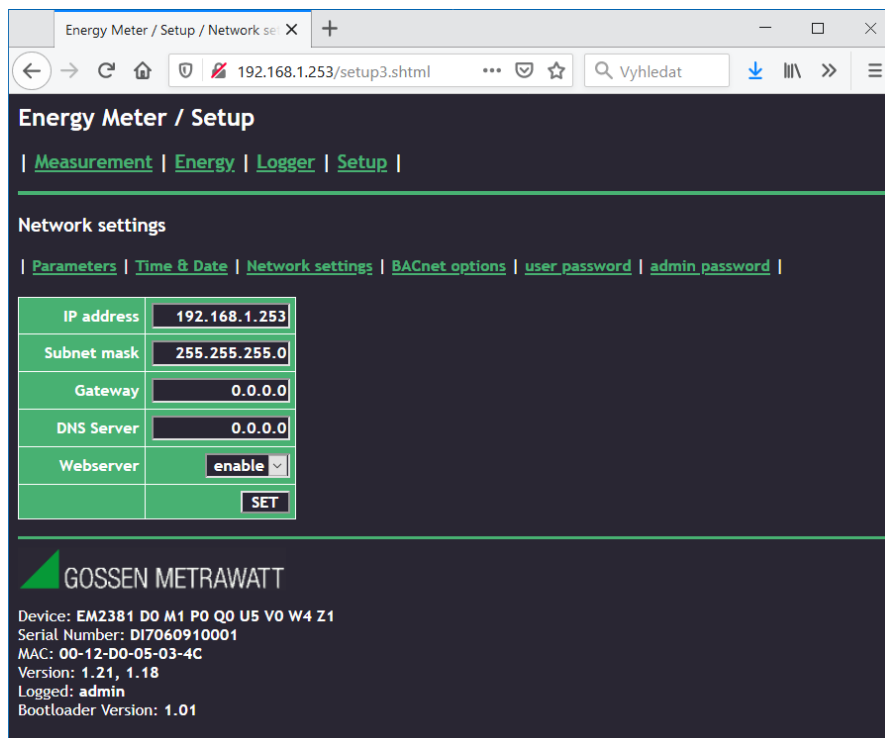 Energy Meter / Setup / Network se
192.168.1.253/setup3.shtml
Vyhledat
Energy Meter / Setup
| Measurement | Energy | Logger | Setup |
Network settings
| Parameters | Time & Date | Network settings | BACnet options | user password | admin password |
IP address 192.168.1.253
Subnet mask 255.255.255.0
Gateway 0.0.0.0
DNS Server 0.0.0.0
Webserver enable
SET
GOSSEN METRAWATT
Device: EM2381 D0 M1 P0 Q0 U5 V0 W4 Z1
Serial Number: DI7060910001
MAC: 00-12-D0-05-03-4C
Version: 1.21, 1.18
Logged: admin
Bootloader Version: 1.01